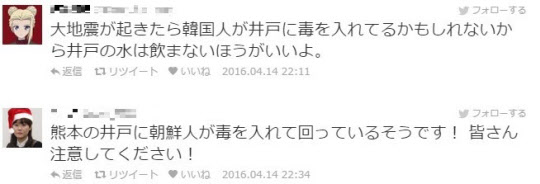 フォローする
大地震が起きたら韓国人が井戸に毒を入れてるかもしれないか
ら井戸の水は飲まないほうがいいよ。
返信 リツイート いいね 2016.04.14 22:11
フォローする
熊本の井戸に朝鮮人が毒を入れて回っているそうです! 皆さん
注意してください!
返信 リツイート いいね 2016.04.14 22:34